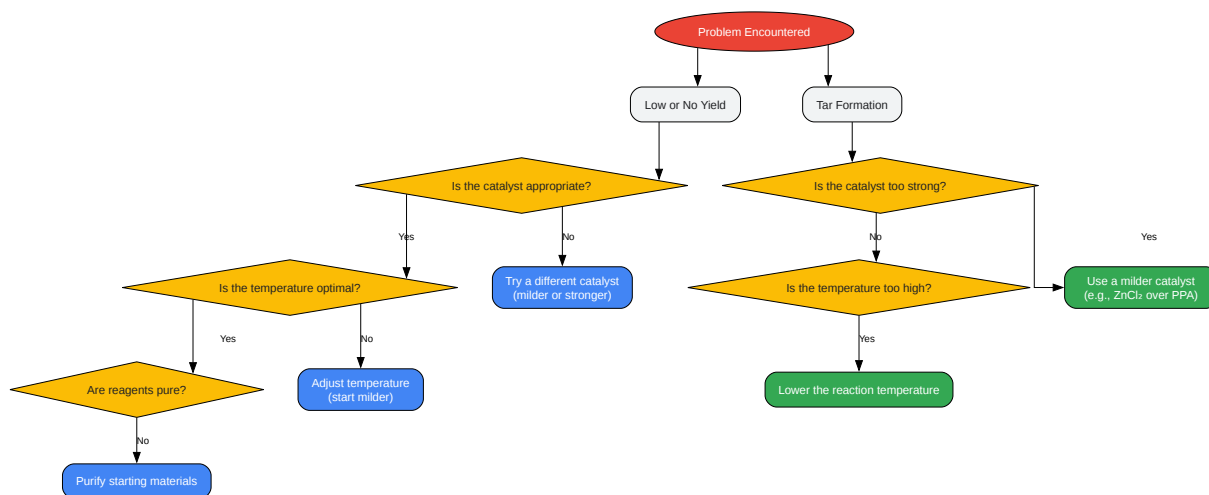 Problem Encountered
Low or No Yield
Tar Formation
Is the catalyst appropriate?
Is the catalyst too strong?
Yes
No
No
Yes
Is the temperature optimal?
Try a different catalyst
(milder or stronger)
Is the temperature too high?
Use a milder catalyst
(e.g., ZnCl₂ over PPA)
Yes
No
Yes
Are reagents pure?
Adjust temperature
(start milder)
Lower the reaction temperature
No
Purify starting materials